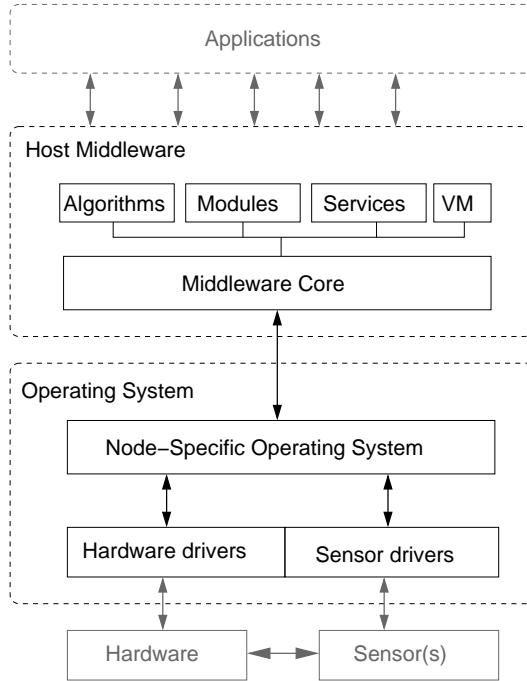 Applications
Host Middleware
Algorithms Modules Services VM
Middleware Core
Operating System
Node−Specific Operating System
Hardware drivers Sensor drivers
Hardware Sensor(s)